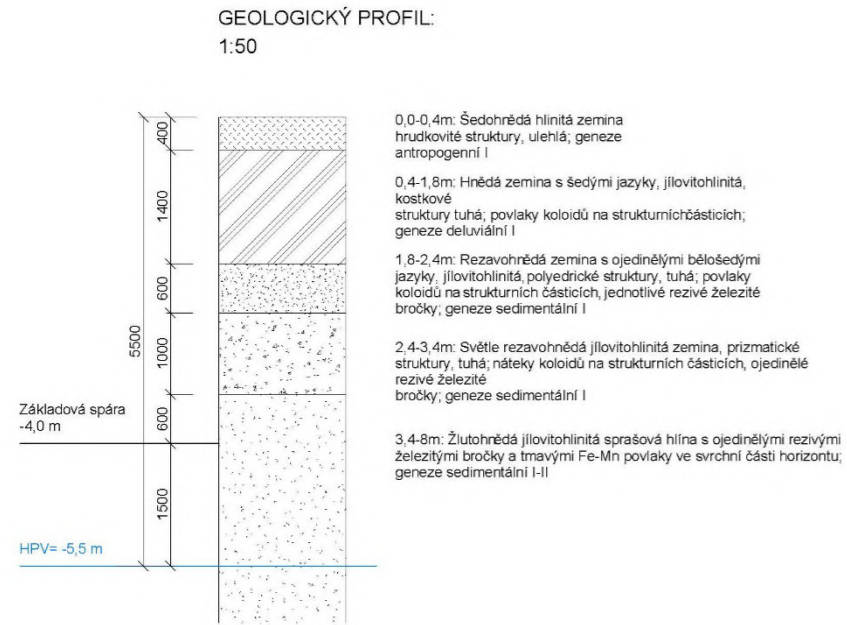 GEOLOGICKÝ PROFIL:
1:50
0,0-0,4m: Šedohnědá hlinitá zemina
hrudkovité struktury, ulehlá; geneze
antropogenní I
0,4-1,8m: Hnědá zemina s šedými jazyky, jílovitohlinitá,
kostkové
struktury tuhá; povlaky koloidů na strukturníchčásticích;
geneze deluviální I
1,8-2,4m: Rezavohnědá zemina s ojedinělými bělošedými
jazyky, jílovitohlinitá, polyedrické struktury, tuhá; povlaky
koloidů na strukturních částicích, jednotlivé rezivé železité
bročky; geneze sedimentální I
2,4-3,4m: Světle rezavohnědá jílovitohlinitá zemina, prizmatické
struktury, tuhá; náteky koloidů na strukturních částicích, ojedinělé
rezivé železité
bročky; geneze sedimentální I
3,4-8m: Žlutohnědá jílovitohlinitá sprašová hlína s ojedinělými rezivými
železitými bročky a tmavými Fe-Mn povlaky ve svrchní části horizontu;
geneze sedimentální I-II
400
1400
600
1000
600
1500
5500
Základová spára
-4,0 m
HPV= -5,5 m